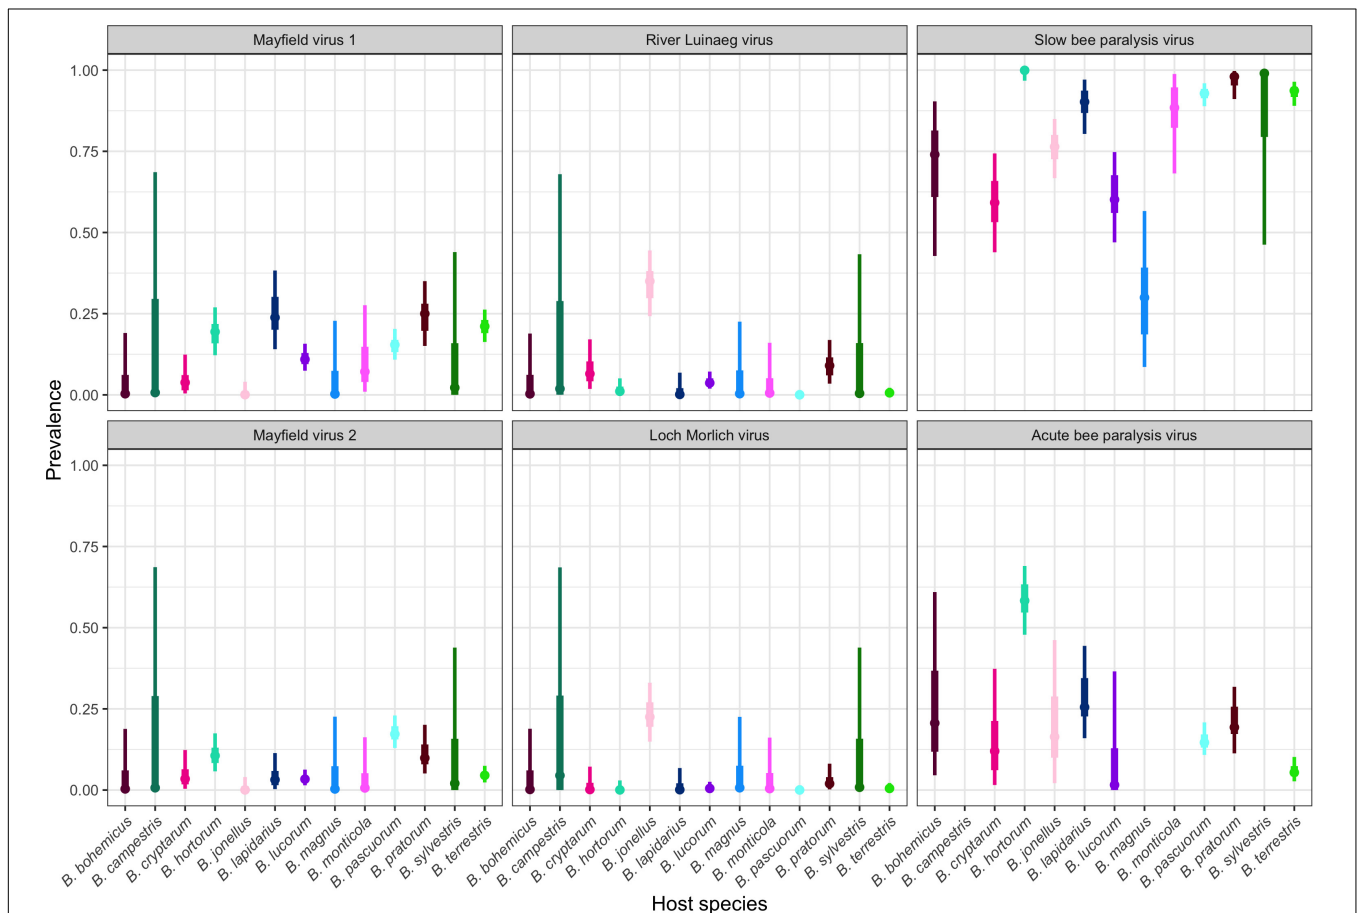 Mayfield virus 1
River Luinaeg virus
Slow bee paralysis virus
1.00
0.75
0.50
0.25
0.00
Prevalence
Mayfield virus 2
Loch Morlich virus
Acute bee paralysis virus
1.00
0.75
0.50
0.25
0.00
B. bohemicus
B. campestris
B. cryptarum
B. hortorum
B. jonellus
B. lapidarius
B. lucorum
B. magnus
B. monticola
B. pascuorum
B. pratorum
B. sylvestris
B. terrestris
B. bohemicus
B. campestris
B. cryptarum
B. hortorum
B. jonellus
B. lapidarius
B. lucorum
B. magnus
B. monticola
B. pascuorum
B. pratorum
B. sylvestris
B. terrestris
B. bohemicus
B. campestris
B. cryptarum
B. hortorum
B. jonellus
B. lapidarius
B. lucorum
B. magnus
B. monticola
B. pascuorum
B. pratorum
B. sylvestris
B. terrestris
Host species